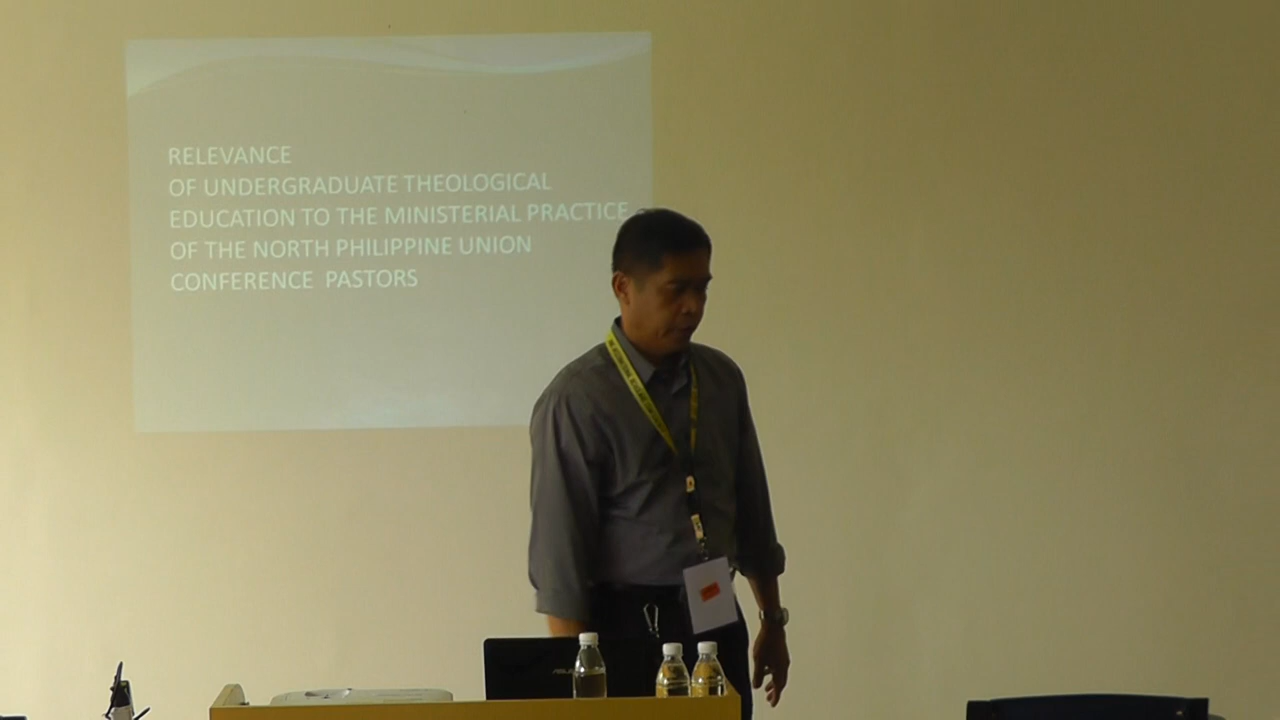 RELEVANCE
OF UNDERGRADUATE THEOLOGICAL
EDUCATION TO THE MINISTERIAL PRACTICE
OF THE NORTH PHILIPPINE UNION
CONFERENCE PASTORS